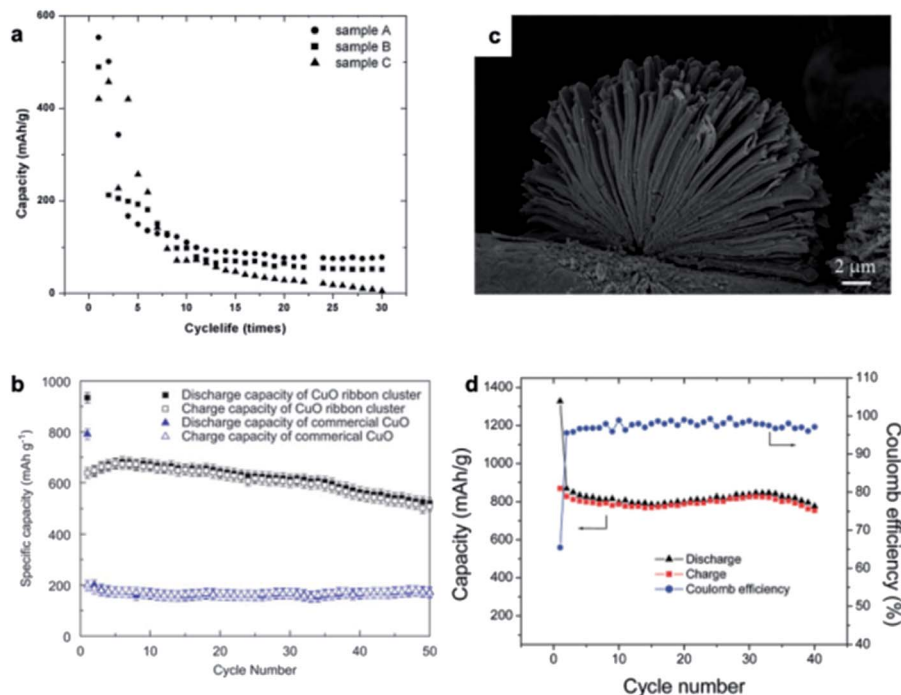 a
sample A
sample B
sample C
Capacity (mAh/g)
600
400
200
0
0 5 10 15 20 25 30
Cyclelife (times)
c
2 µm
b
Specific capacity (mAh g⁻¹)
1000
800
600
400
200
0
Discharge capacity of CuO ribbon cluster
Charge capacity of CuO ribbon cluster
Discharge capacity of commercial CuO
Charge capacity of commerical CuO
0 10 20 30 40 50
Cycle Number
d
Capacity (mAh/g)
1400
1200
1000
800
600
400
200
0
Discharge
Charge
Coulomb efficiency
110
100
90
80
70
60
50
40
Coulomb efficiency (%)
0 10 20 30 40
Cycle number